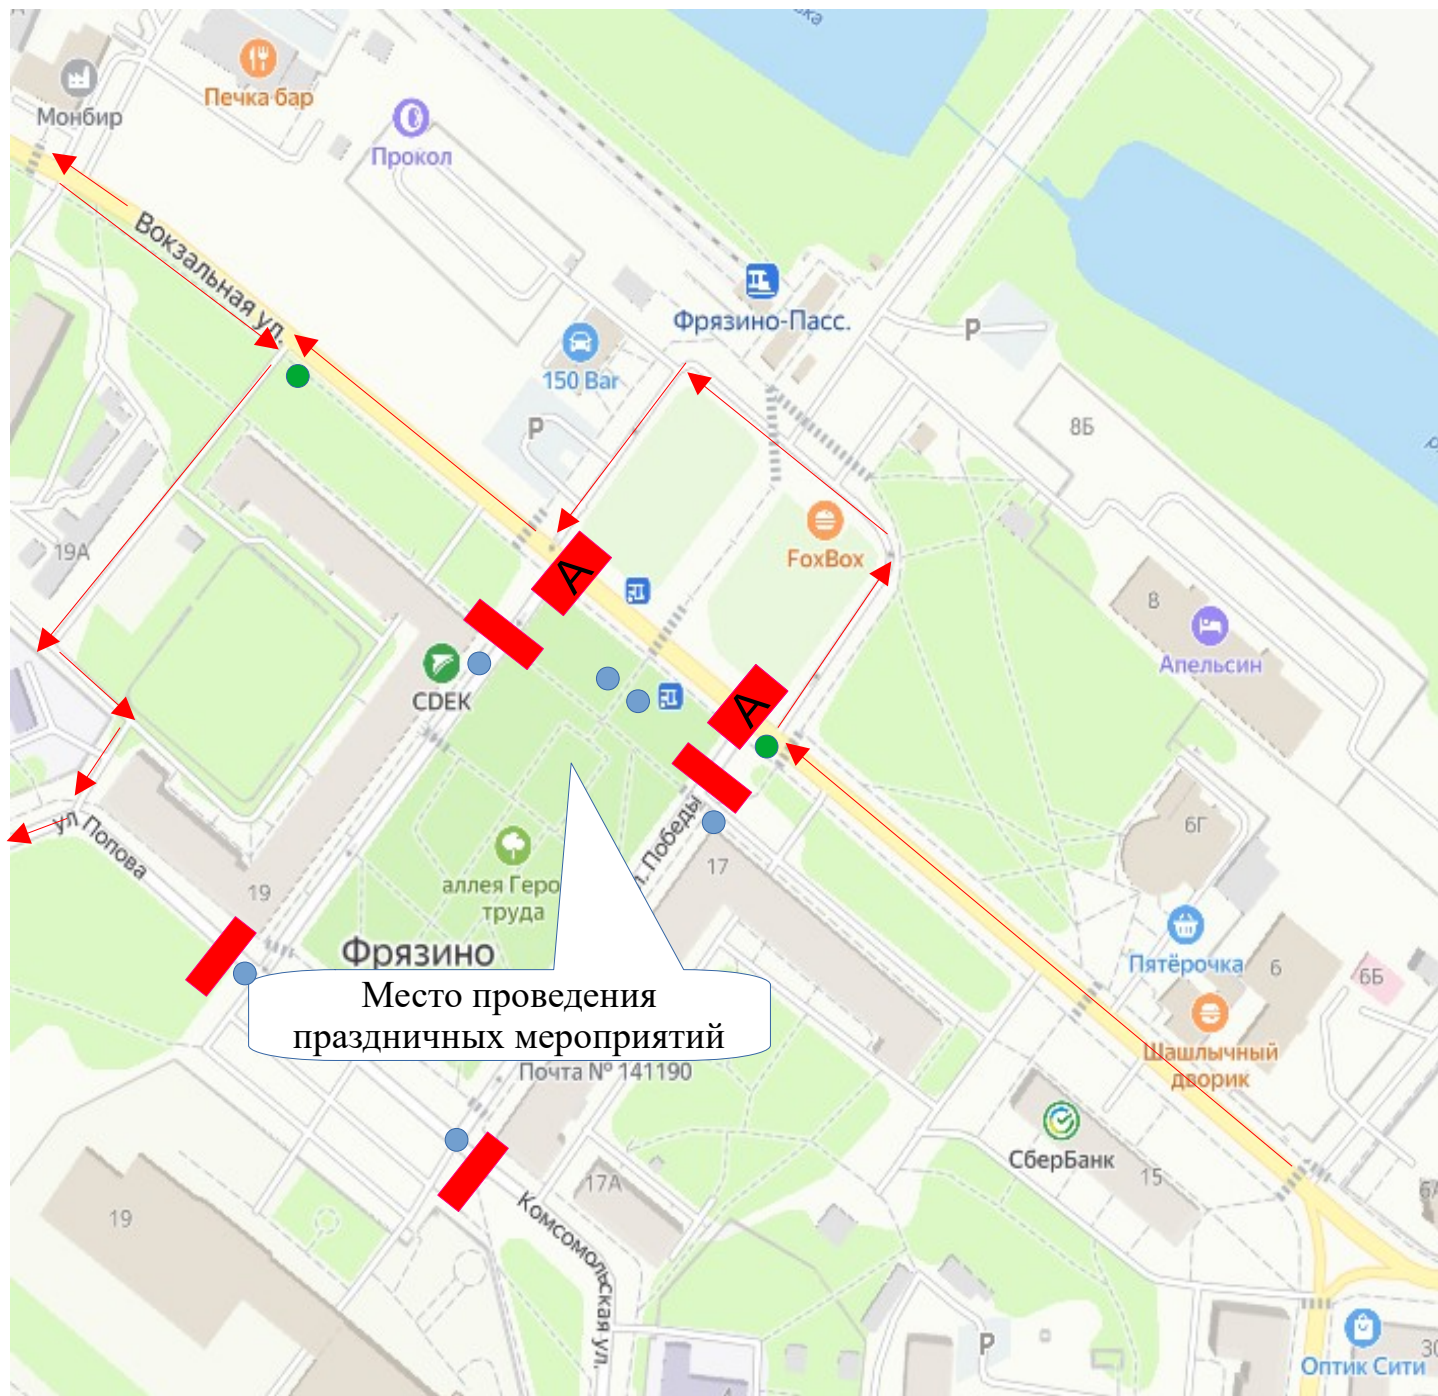 Печка бар
Монбир
Прокол
Вокзальная ул.
Фрязино-Пасс.
150 Bar
P
P
8Б
FoxBox
19А
8
Апельсин
А
CDEK
А
л. Победы
6Г
ул Попова
17
аллея Геро
труда
19
Фрязино
Пятёрочка
6
6Б
Место проведения
праздничных мероприятий
Шашлычный
дворик
Почта № 141190
СберБанк
15
17А
19
Комсомольская ул.
P
Оптик Сити